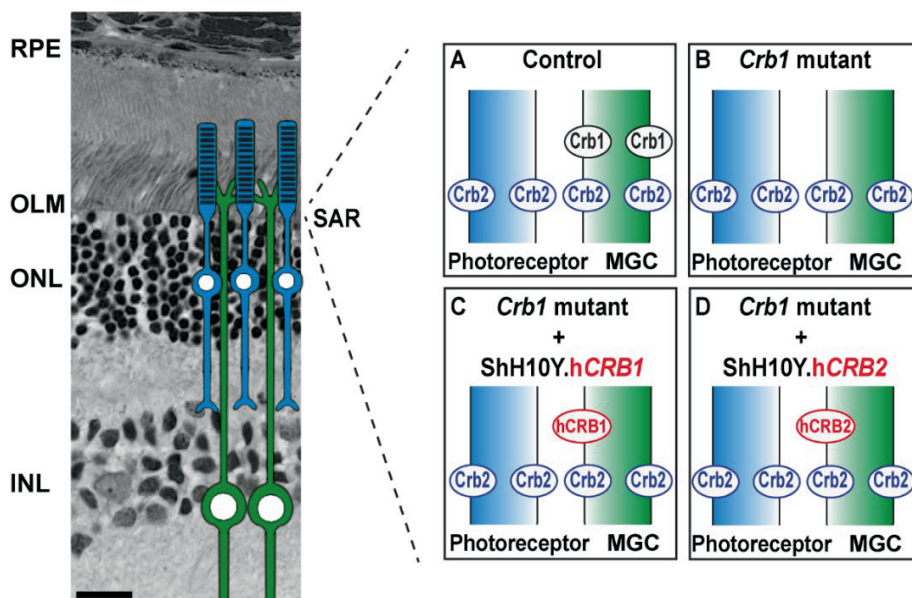 RPE
OLM
SAR
ONL
INL
A Control
Crb1 Crb1
Crb2 Crb2 Crb2 Crb2
Photoreceptor MGC
B Crb1 mutant
Crb2 Crb2 Crb2 Crb2
Photoreceptor MGC
C Crb1 mutant
+
ShH10Y.hCRB1
hCRB1
Crb2 Crb2 Crb2 Crb2
Photoreceptor MGC
D Crb1 mutant
+
ShH10Y.hCRB2
hCRB2
Crb2 Crb2 Crb2 Crb2
Photoreceptor MGC